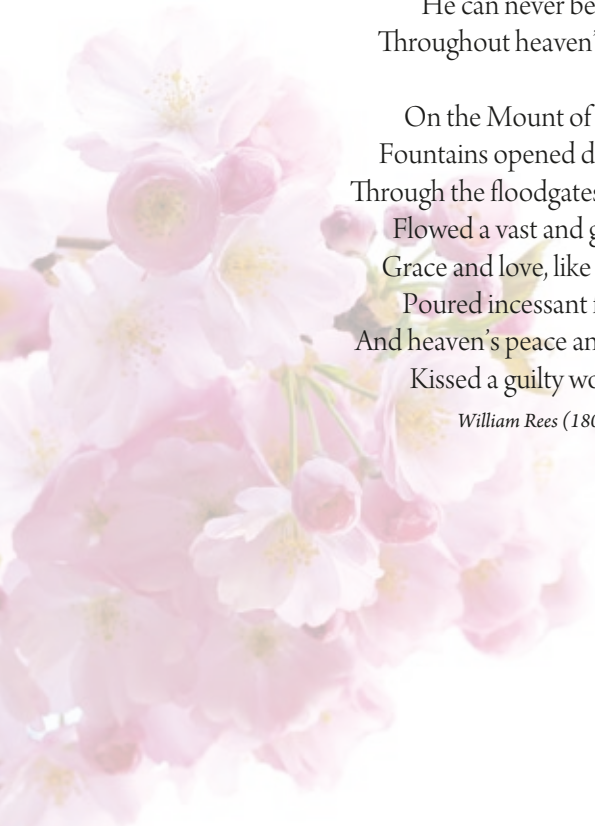 He can never be
Throughout heaven'
On the Mount of
Fountains opened d
Through the floodgates
Flowed a vast and g
Grace and love, like
Poured incessant
And heaven's peace an
Kissed a guilty wo
William Rees (180